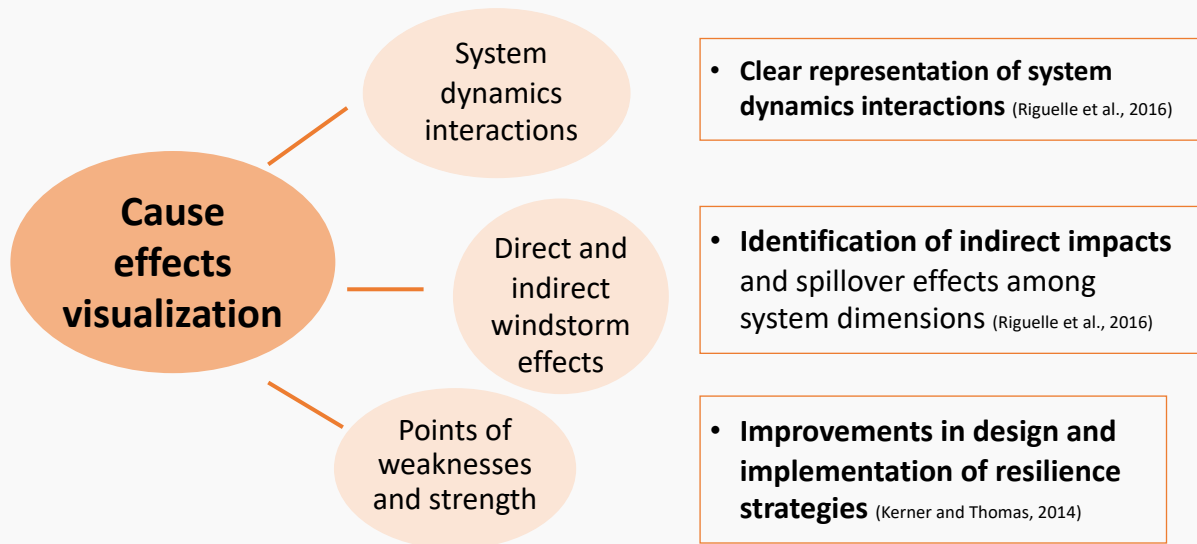 Cause
effects
visualization
System
dynamics
interactions
• Clear representation of system
dynamics interactions (Riguelle et al., 2016)
Direct and
indirect
windstorm
effects
• Identification of indirect impacts
and spillover effects among
system dimensions (Riguelle et al., 2016)
Points of
weaknesses
and strength
• Improvements in design and
implementation of resilience
strategies (Kerner and Thomas, 2014)